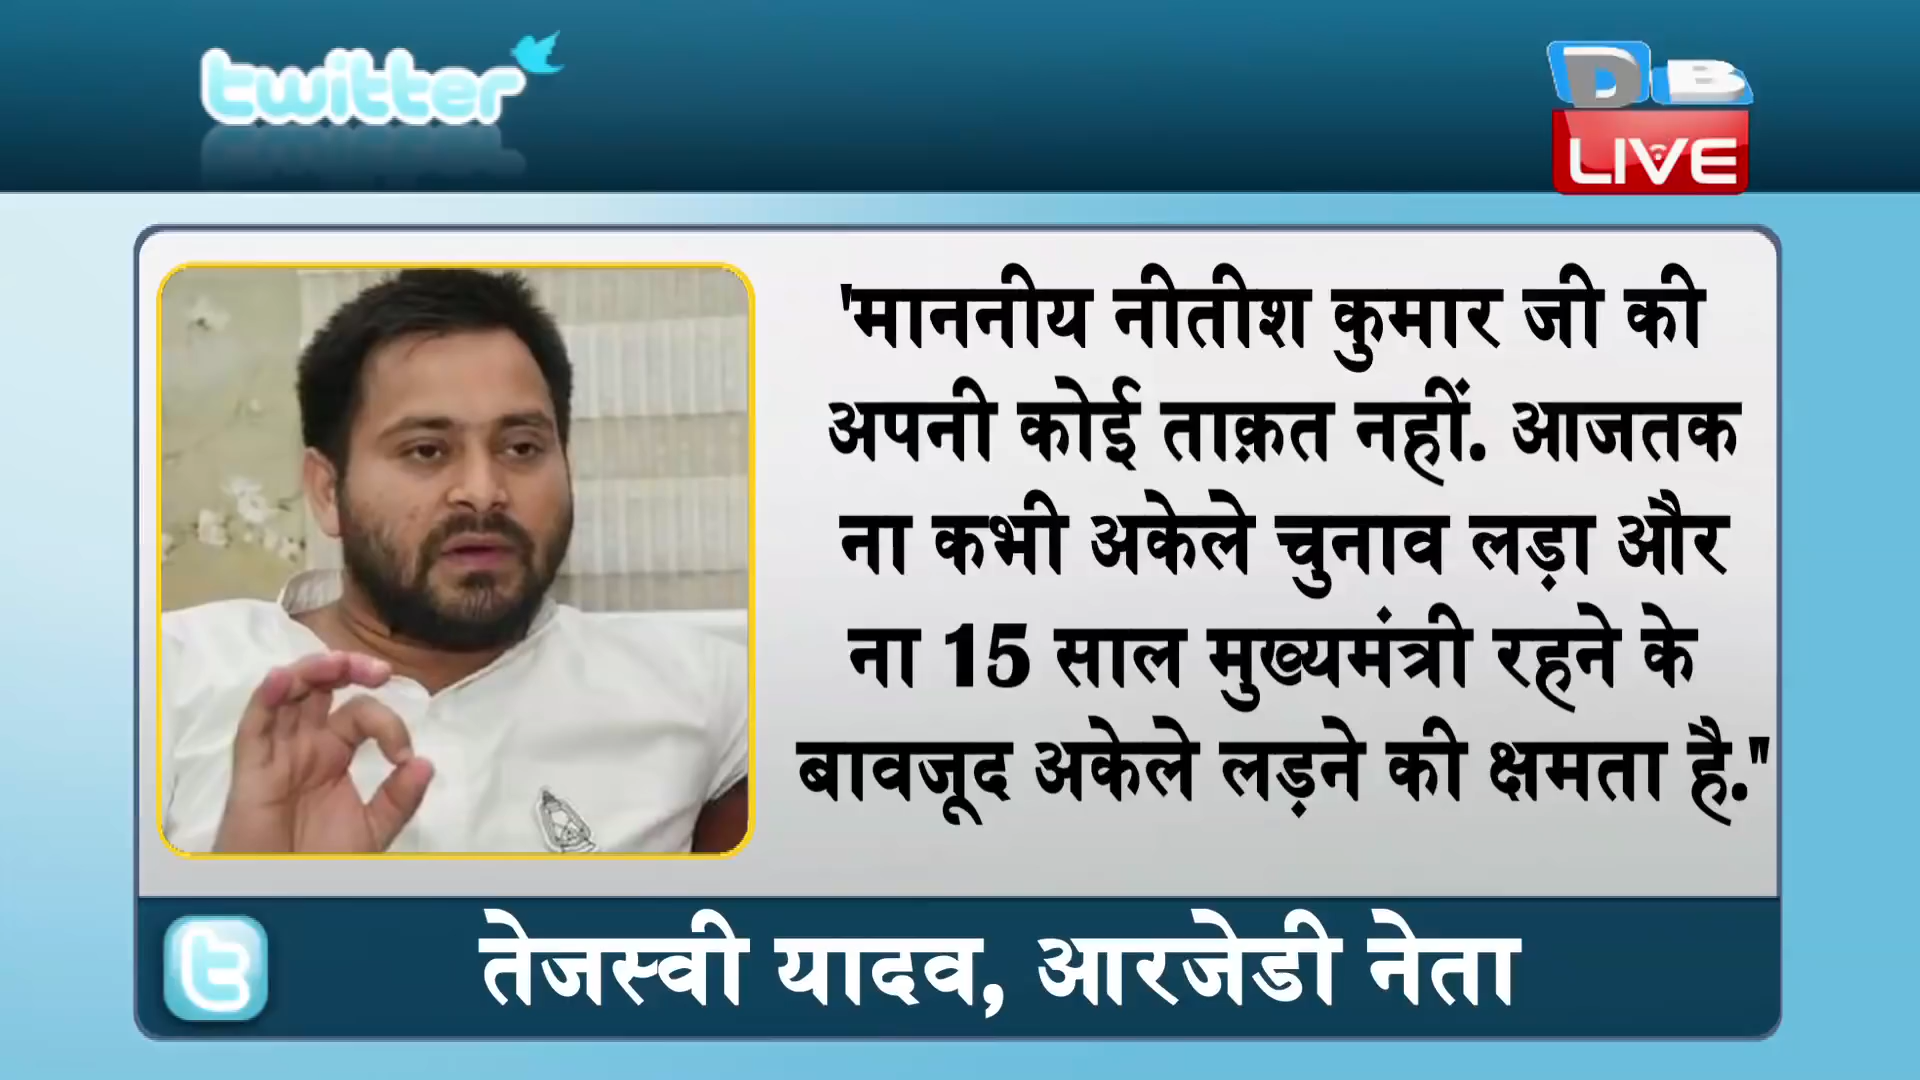 twitter
DB
LIVE
'माननीय नीतीश कुमार जी की
अपनी कोई ताक़त नहीं. आजतक
ना कभी अकेले चुनाव लड़ा और
ना 15 साल मुख्यमंत्री रहने के
बावजूद अकेले लड़ने की क्षमता है."
t
तेजस्वी यादव, आरजेडी नेता